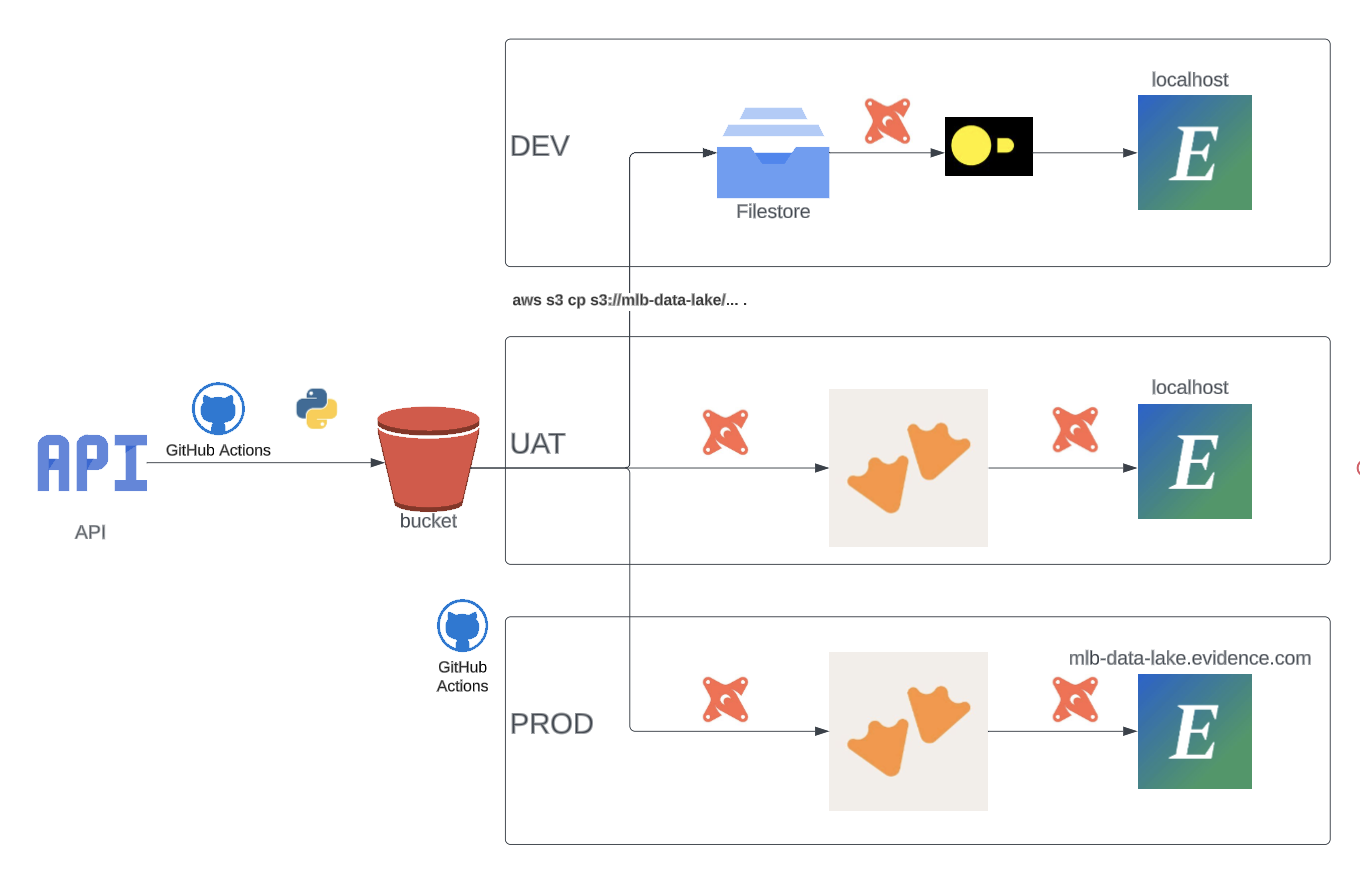 localhost
DEV
Filestore
E
aws s3 cp s3://mlb-data-lake/... .
localhost
UAT
E
GitHub Actions
API
API
bucket
GitHub
Actions
mlb-data-lake.evidence.com
PROD
E